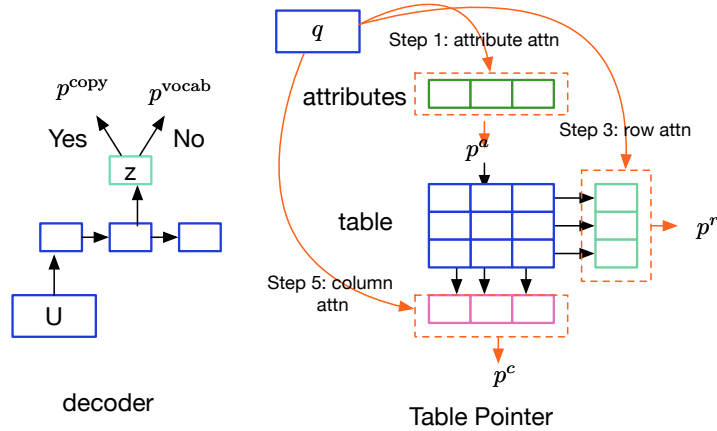 q
Step 1: attribute attn
p^copy
p^vocab
attributes
Yes
No
Step 3: row attn
p^a
z
table
p^r
Step 5: column
attn
U
p^c
decoder
Table Pointer